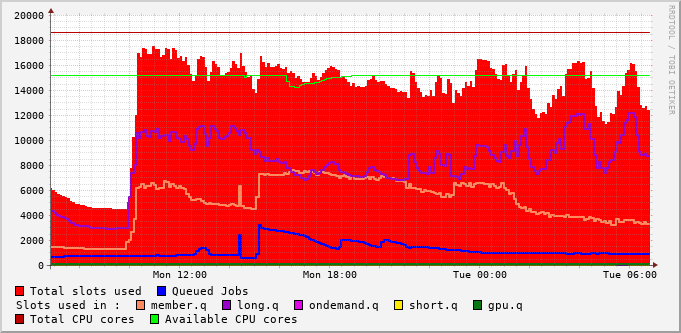 20000
18000
16000
14000
12000
10000
8000
6000
4000
2000
0
Mon 12:00 Mon 18:00 Tue 00:00 Tue 06:00
RRDTOOL / TOBI OETIKER
Total slots used Queued Jobs
Slots used in : member.q long.q ondemand.q short.q gpu.q
Total CPU cores Available CPU cores